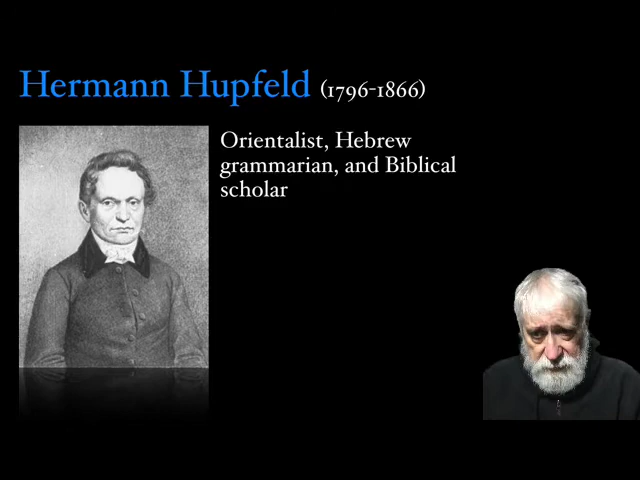 Hermann Hupfeld (1796-1866)
Orientalist, Hebrew
grammarian, and Biblical
scholar